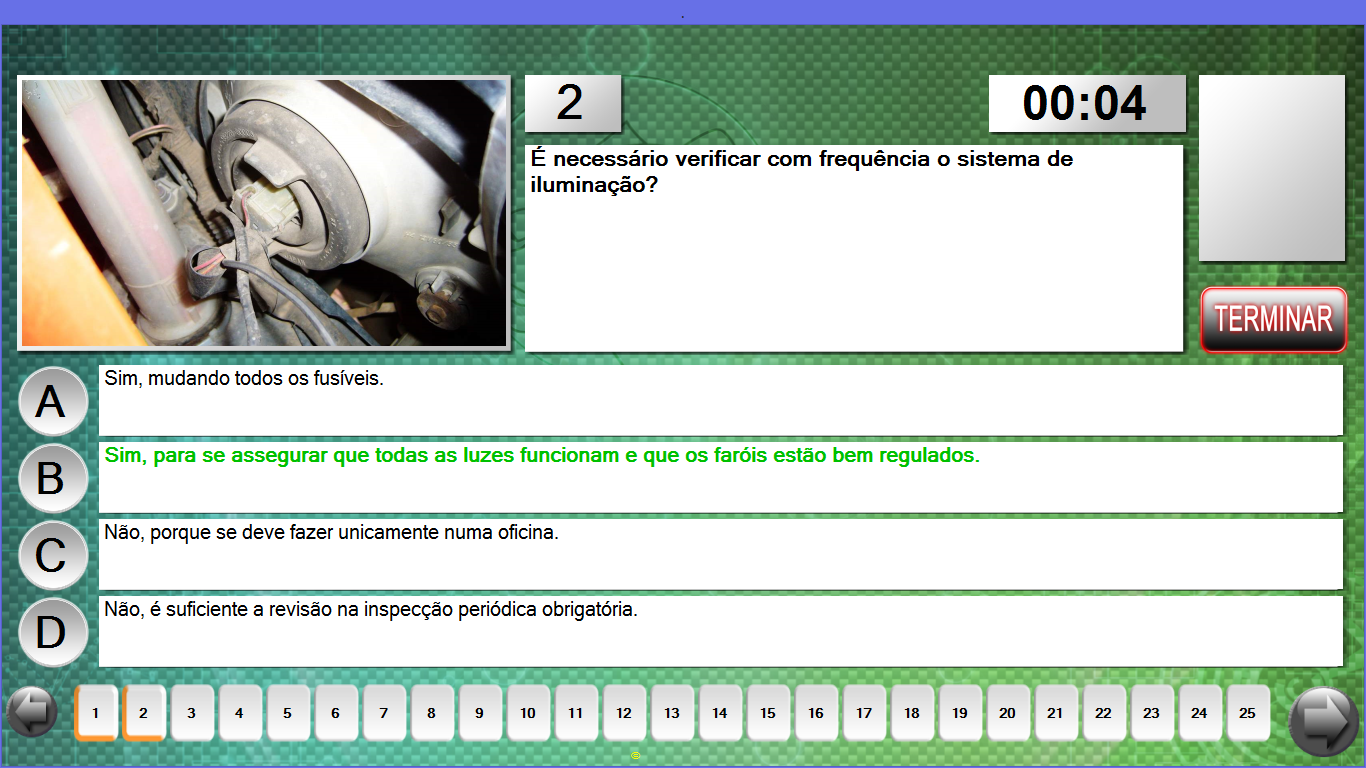 2
00:04
É necessário verificar com frequência o sistema de
iluminação?
TERMINAR
A
Sim, mudando todos os fusíveis.
B
Sim, para se assegurar que todas as luzes funcionam e que os faróis estão bem regulados.
C
Não, porque se deve fazer unicamente numa oficina.
D
Não, é suficiente a revisão na inspecção periódica obrigatória.
1 2 3 4 5 6 7 8 9 10 11 12 13 14 15 16 17 18 19 20 21 22 23 24 25